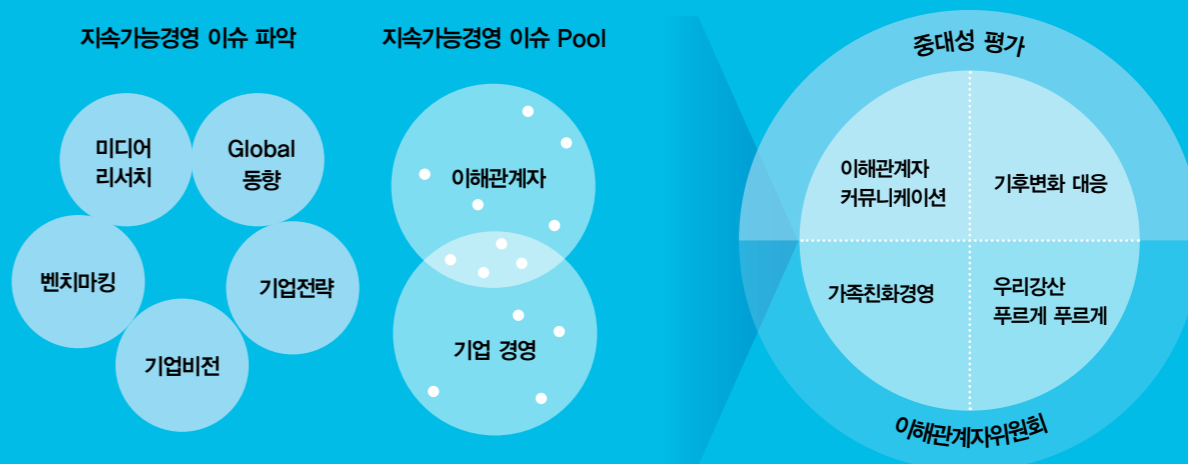 지속가능경영 이슈 파악
미디어
리서치
Global
동향
벤치마킹
기업전략
기업비전
지속가능경영 이슈 Pool
이해관계자
기업 경영
중대성 평가
이해관계자
커뮤니케이션
기후변화 대응
가족친화경영
우리강산
푸르게 푸르게
이해관계자위원회